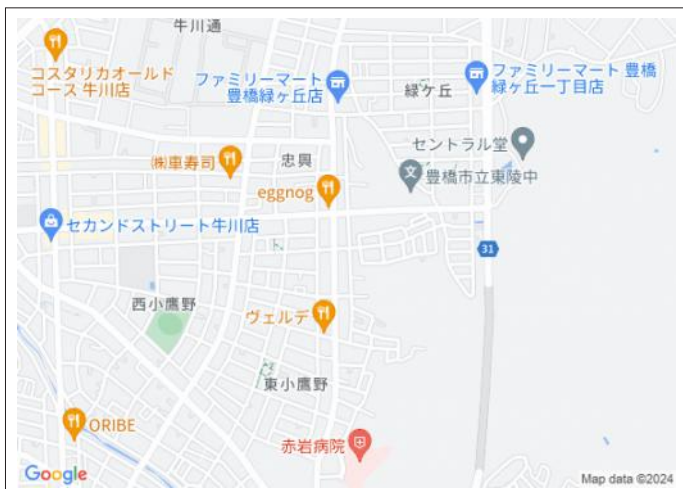 牛川通
コスタリカオールド
コース 牛川店
ファミリーマート
豊橋緑ヶ丘店
緑ケ丘
ファミリーマート 豊橋
緑ヶ丘一丁目店
セントラル堂
㈱車寿司
忠興
豊橋市立東陵中
eggnog
セカンドストリート牛川店
31
西小鷹野
ヴェルデ
東小鷹野
ORIBE
赤岩病院
Google
Map data ©2024